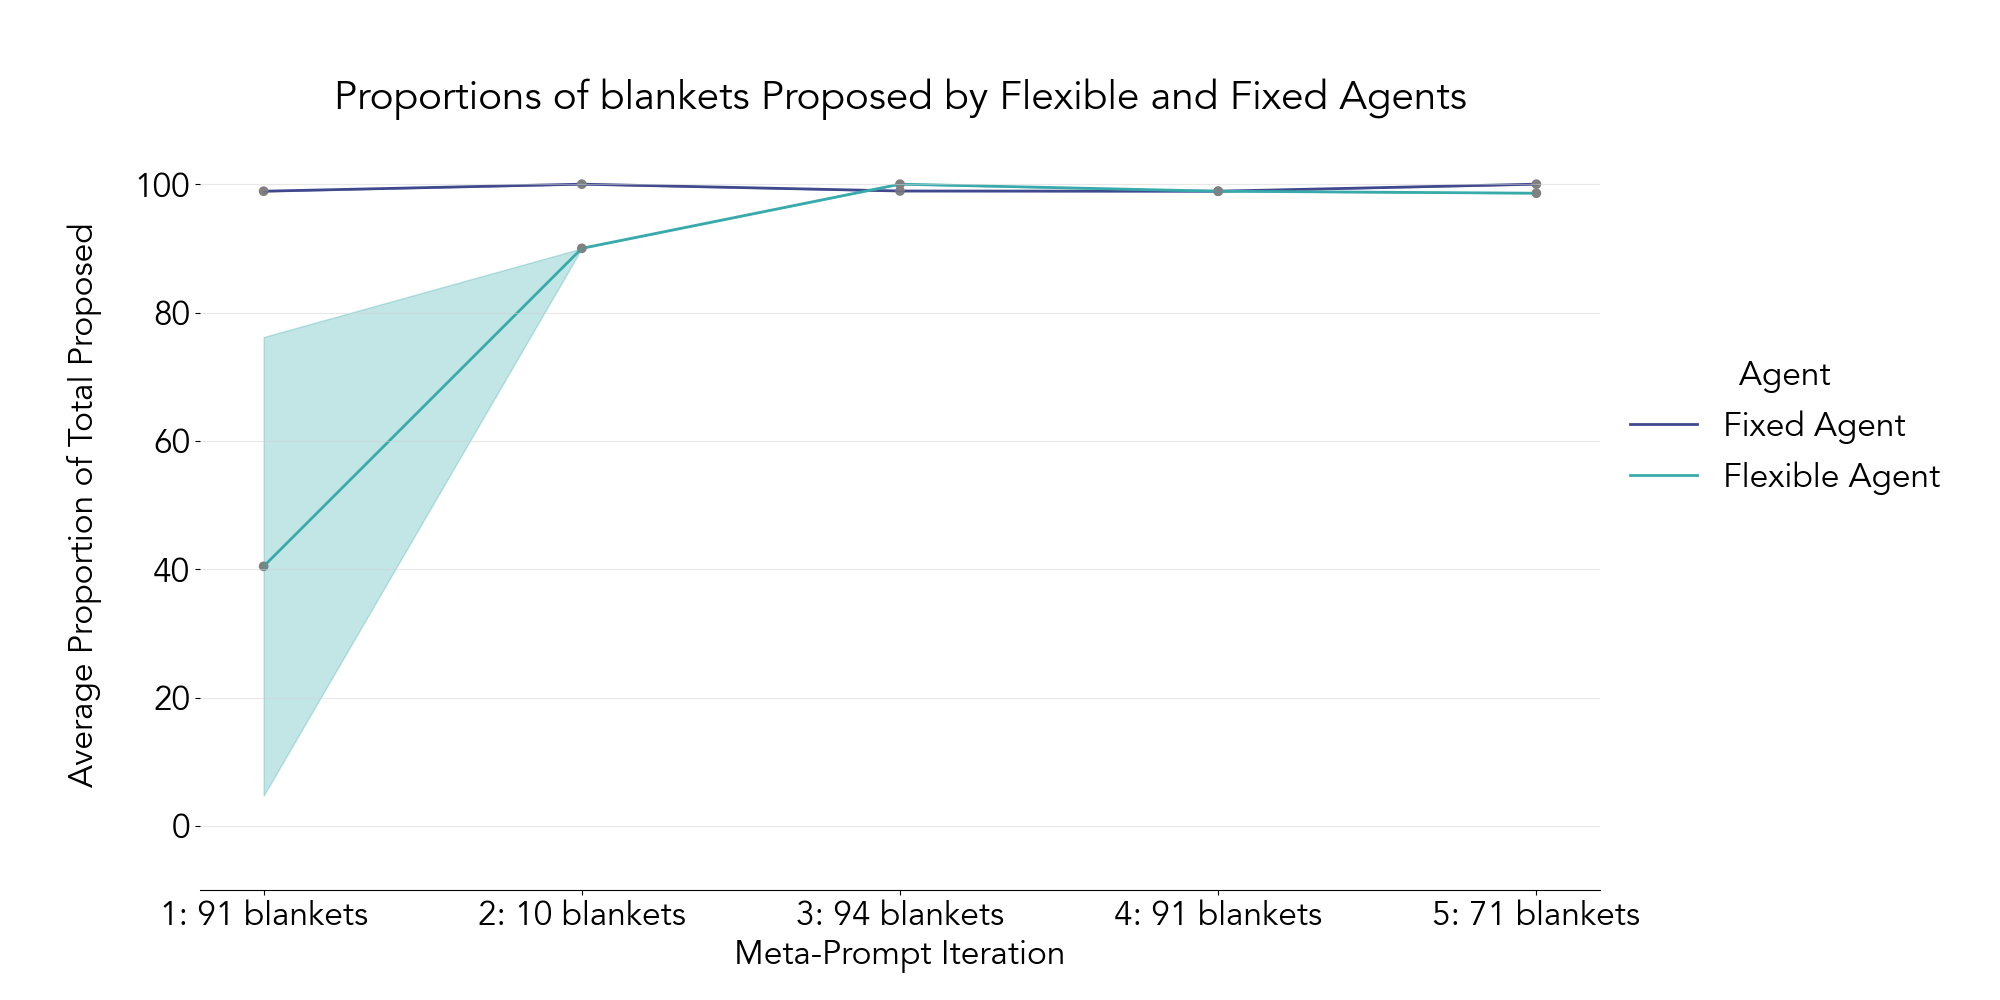 Proportions of blankets Proposed by Flexible and Fixed Agents
Average Proportion of Total Proposed
100
80
60
40
20
0
1: 91 blankets
2: 10 blankets
3: 94 blankets
4: 91 blankets
5: 71 blankets
Meta-Prompt Iteration
Agent
Fixed Agent
Flexible Agent